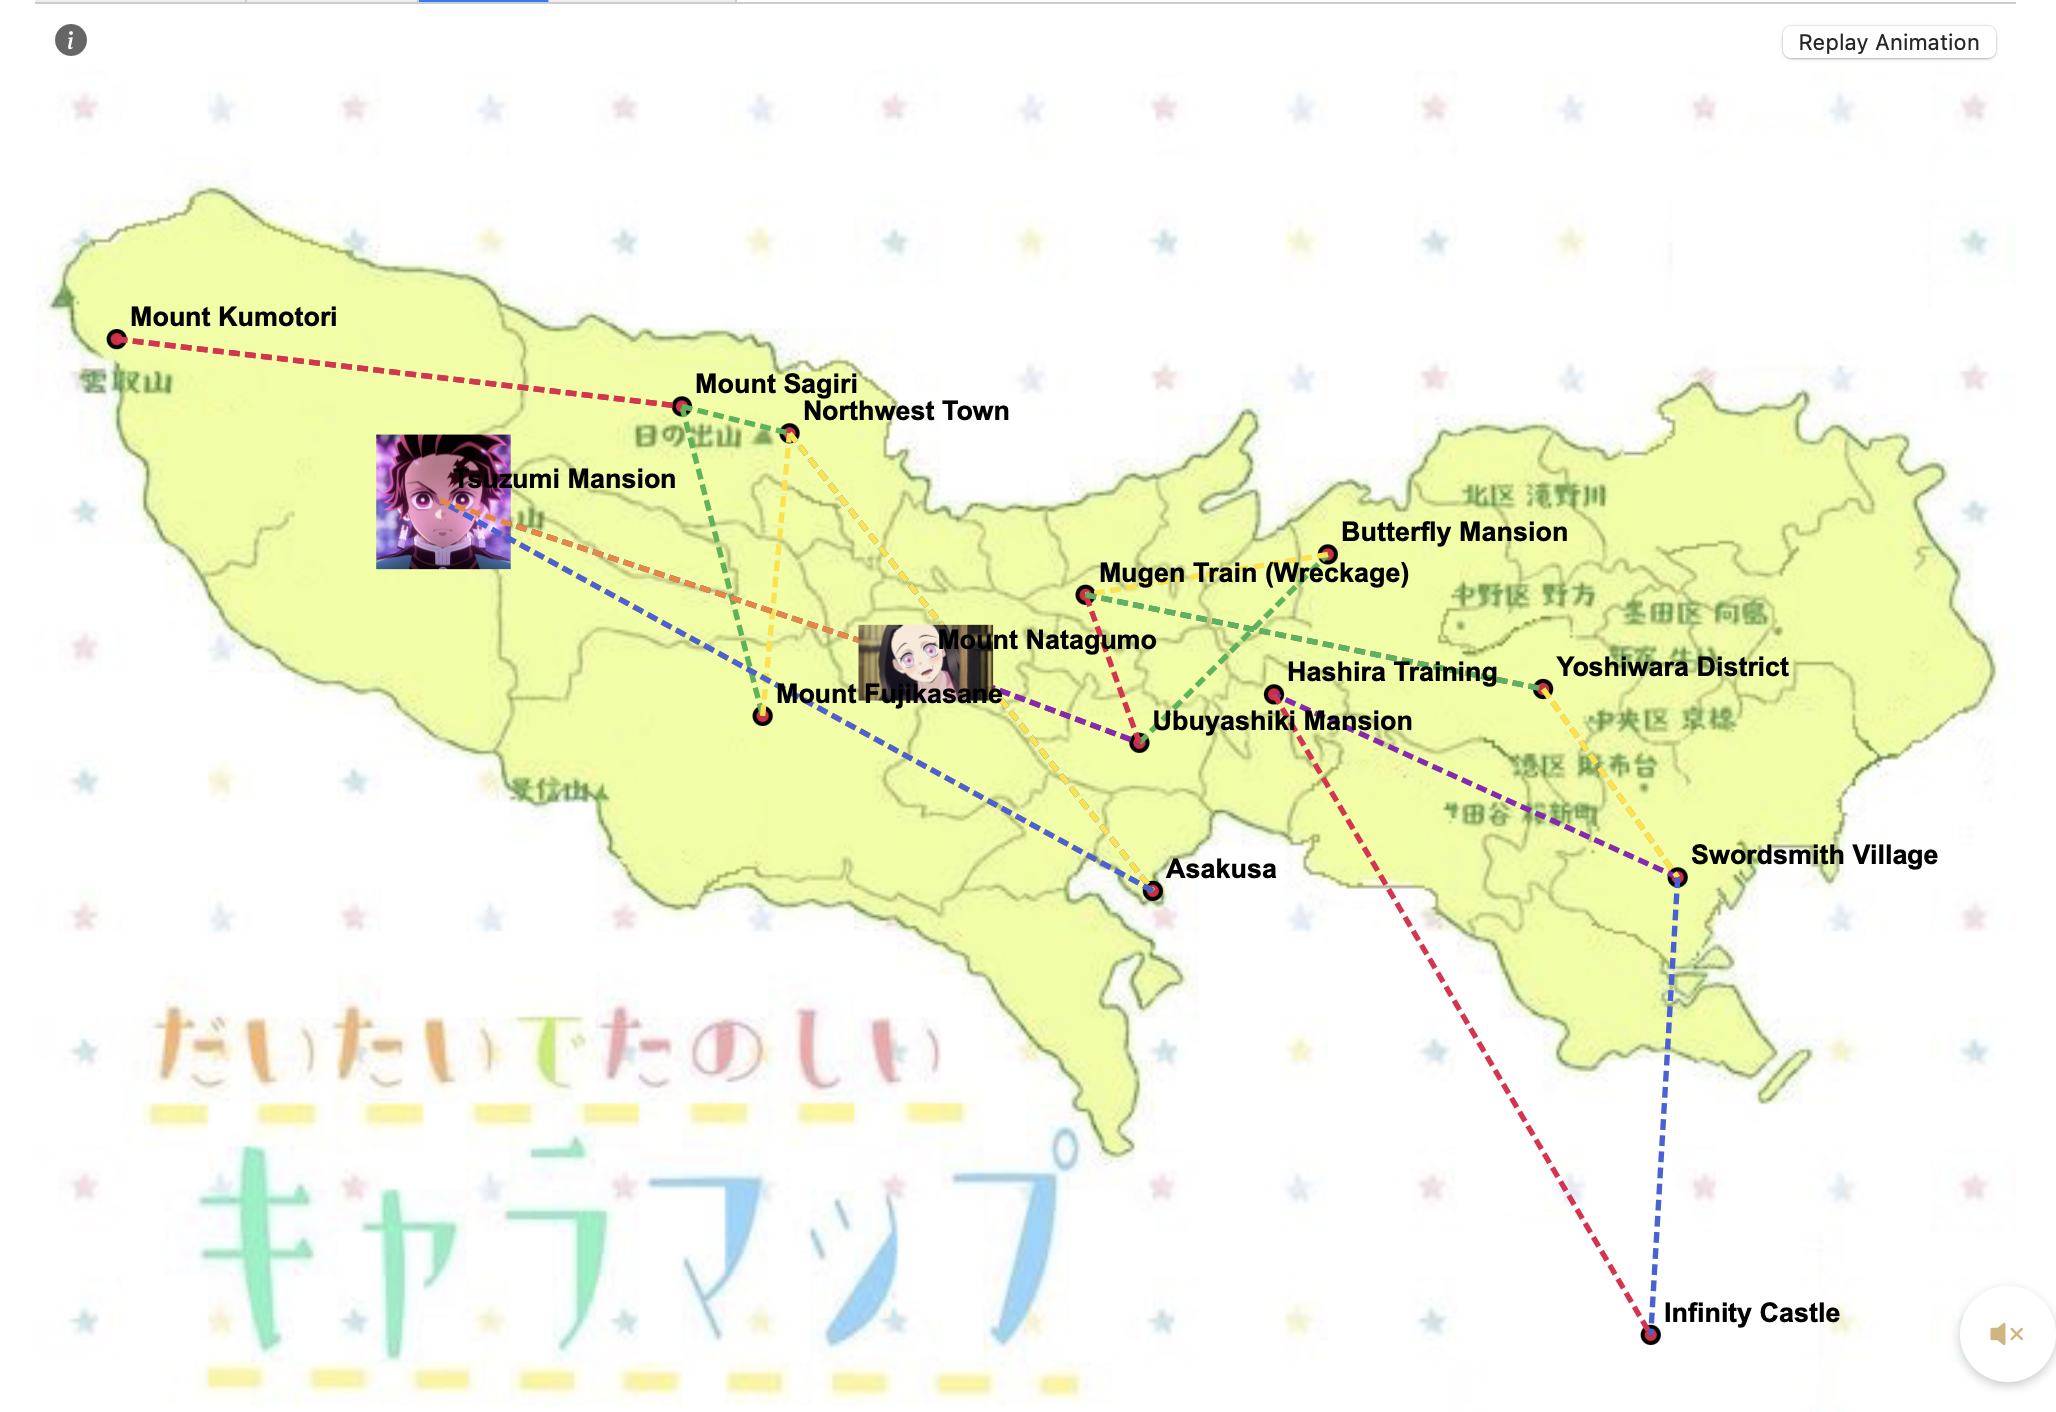 i
Replay Animation
Mount Kumotori
雲取山
Mount Sagiri
Northwest Town
日の出山
Tsuzumi Mansion
山
北区 滝野川
Butterfly Mansion
Mugen Train (Wreckage)
中野区 野方
墨田区 向島
Mount Natagumo
Hashira Training
Yoshiwara District
Mount Fujikasane
Ubuyashiki Mansion
中央区 京橋
港区 麻布台
景信山
田谷 桜新町
Swordsmith Village
Asakusa
だいたいでたのしい
キャラマップ
Infinity Castle